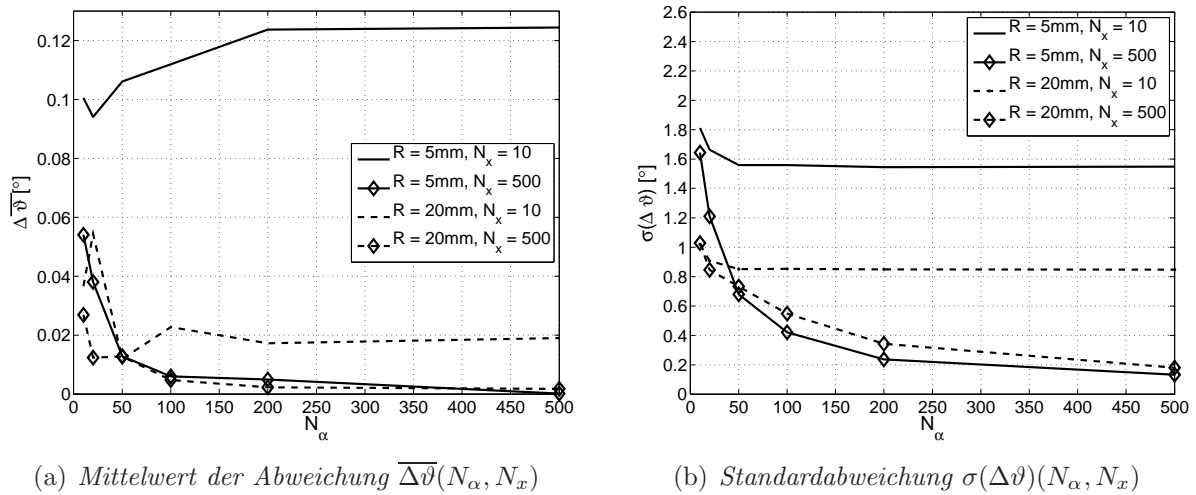 0.12
0.1
0.08
0.06
0.04
0.02
0
Δ ϑ̅ [°]
0 50 100 150 200 250 300 350 400 450 500
N_α
R = 5mm, N_x = 10
R = 5mm, N_x = 500
R = 20mm, N_x = 10
R = 20mm, N_x = 500
(a) Mittelwert der Abweichung \overline{Δϑ}(N_α, N_x)
2.6
2.4
2.2
2
1.8
1.6
1.4
1.2
1
0.8
0.6
0.4
0.2
0
σ(Δ ϑ) [°]
0 50 100 150 200 250 300 350 400 450 500
N_α
R = 5mm, N_x = 10
R = 5mm, N_x = 500
R = 20mm, N_x = 10
R = 20mm, N_x = 500
(b) Standardabweichung σ(Δϑ)(N_α, N_x)